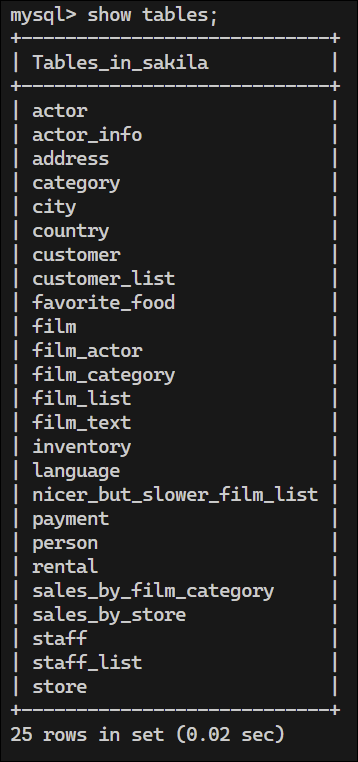 mysql> show tables;
+----------------------------+
| Tables_in_sakila           |
+----------------------------+
| actor                      |
| actor_info                 |
| address                    |
| category                   |
| city                       |
| country                    |
| customer                   |
| customer_list              |
| favorite_food              |
| film                       |
| film_actor                 |
| film_category              |
| film_list                  |
| film_text                  |
| inventory                  |
| language                   |
| nicer_but_slower_film_list |
| payment                    |
| person                     |
| rental                     |
| sales_by_film_category     |
| sales_by_store             |
| staff                      |
| staff_list                 |
| store                      |
+----------------------------+
25 rows in set (0.02 sec)